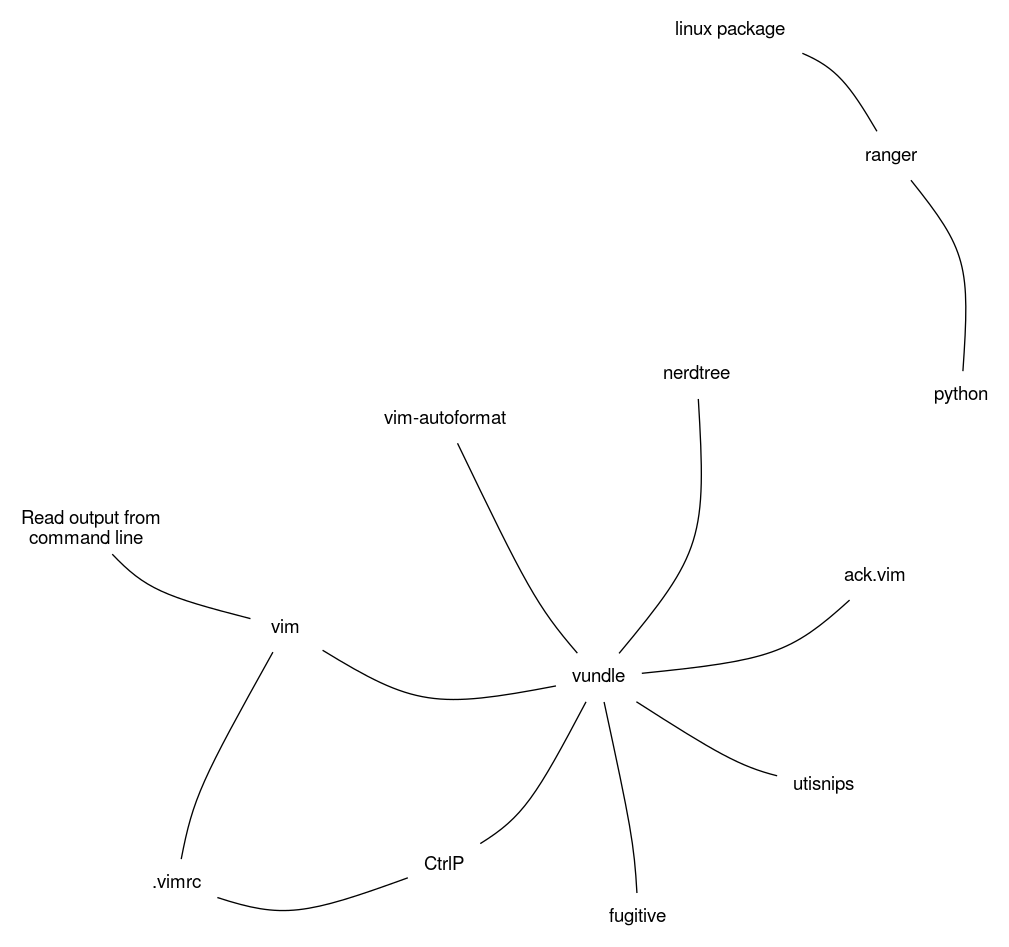 linux package
ranger
nerdtree
python
vim-autoformat
Read output from
command line
ack.vim
vim
vundle
utisnips
CtrlP
.vimrc
fugitive